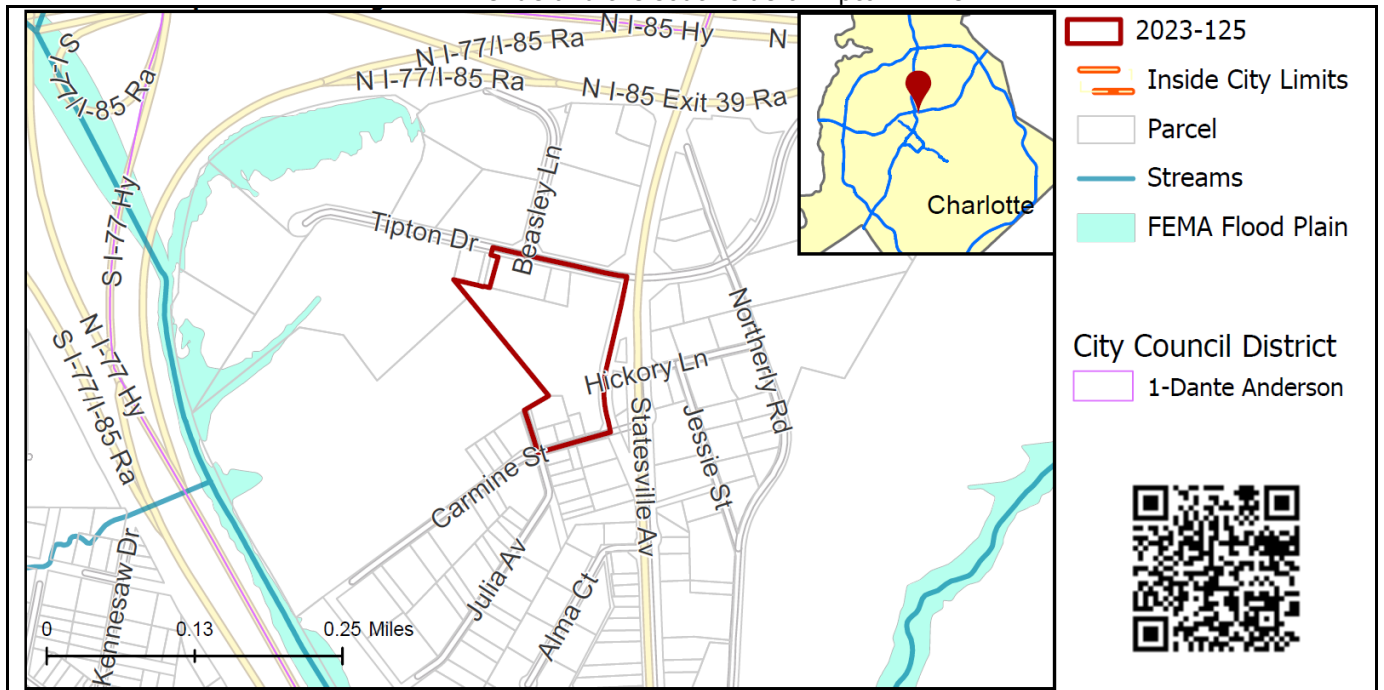 N I-85 Hy
N
N I-77/I-85 Ra
N I-77/I-85 Ra
N I-85 Exit 39 Ra
S I-77/I-85 Ra
S I-77 Hy
Tipton Dr
Beasley Ln
N I-77 Hy
S I-77/I-85 Ra
Hickory Ln
Northerly Rd
Jessie St
Statesville Av
Carmine St
Julia Av
Alma Ct
Kennesaw Dr
0
0.13
0.25 Miles
Charlotte
2023-125
Inside City Limits
Parcel
Streams
FEMA Flood Plain
City Council District
1-Dante Anderson